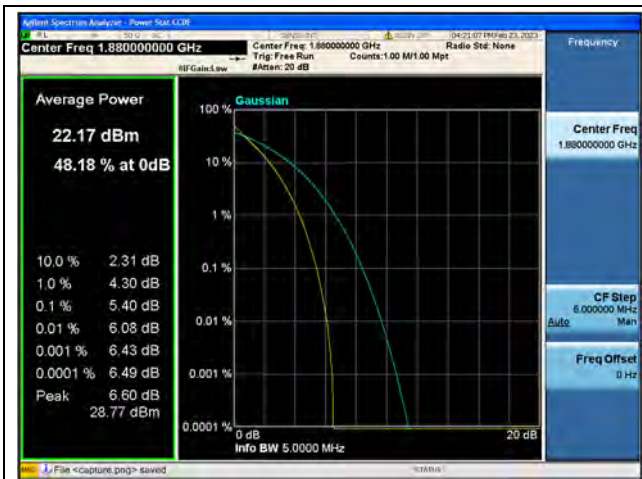 Agilent Spectrum Analyzer - Power Stat CCDF
Center Freq 1.880000000 GHz
Center Freq: 1.880000000 GHz
Radio Std: None
Trig: Free Run
Counts:1.00 M/1.00 Mpt
#IFGain:Low
#Atten: 20 dB
04:21:07 PM Feb 23, 2023
Frequency
Average Power
22.17 dBm
48.18 % at 0dB
10.0 % 2.31 dB
1.0 % 4.30 dB
0.1 % 5.40 dB
0.01 % 6.08 dB
0.001 % 6.43 dB
0.0001 % 6.49 dB
Peak 6.60 dB
28.77 dBm
Gaussian
100 %
10 %
1 %
0.1 %
0.01 %
0.001 %
0.0001 %
0 dB
20 dB
Info BW 5.0000 MHz
Center Freq
1.880000000 GHz
CF Step
6.000000 MHz
Auto Man
Freq Offset
0 Hz
MSG
File <capture.png> saved
STATUS